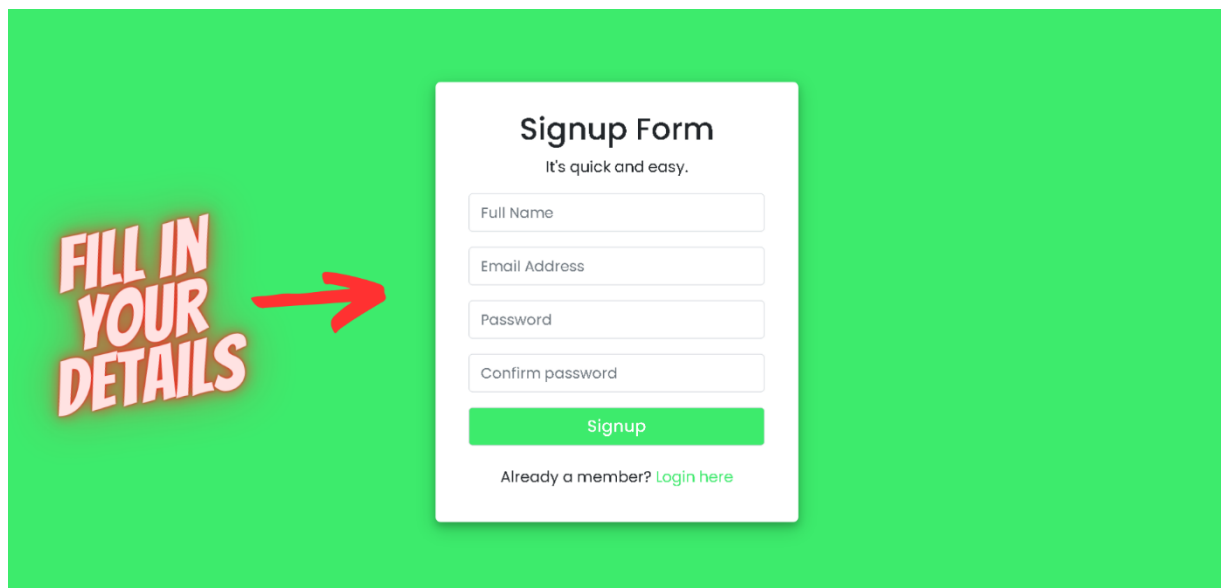 Signup Form
It's quick and easy.
Full Name
Email Address
Password
Confirm password
Signup
Already a member? Login here
FILL IN
YOUR
DETAILS